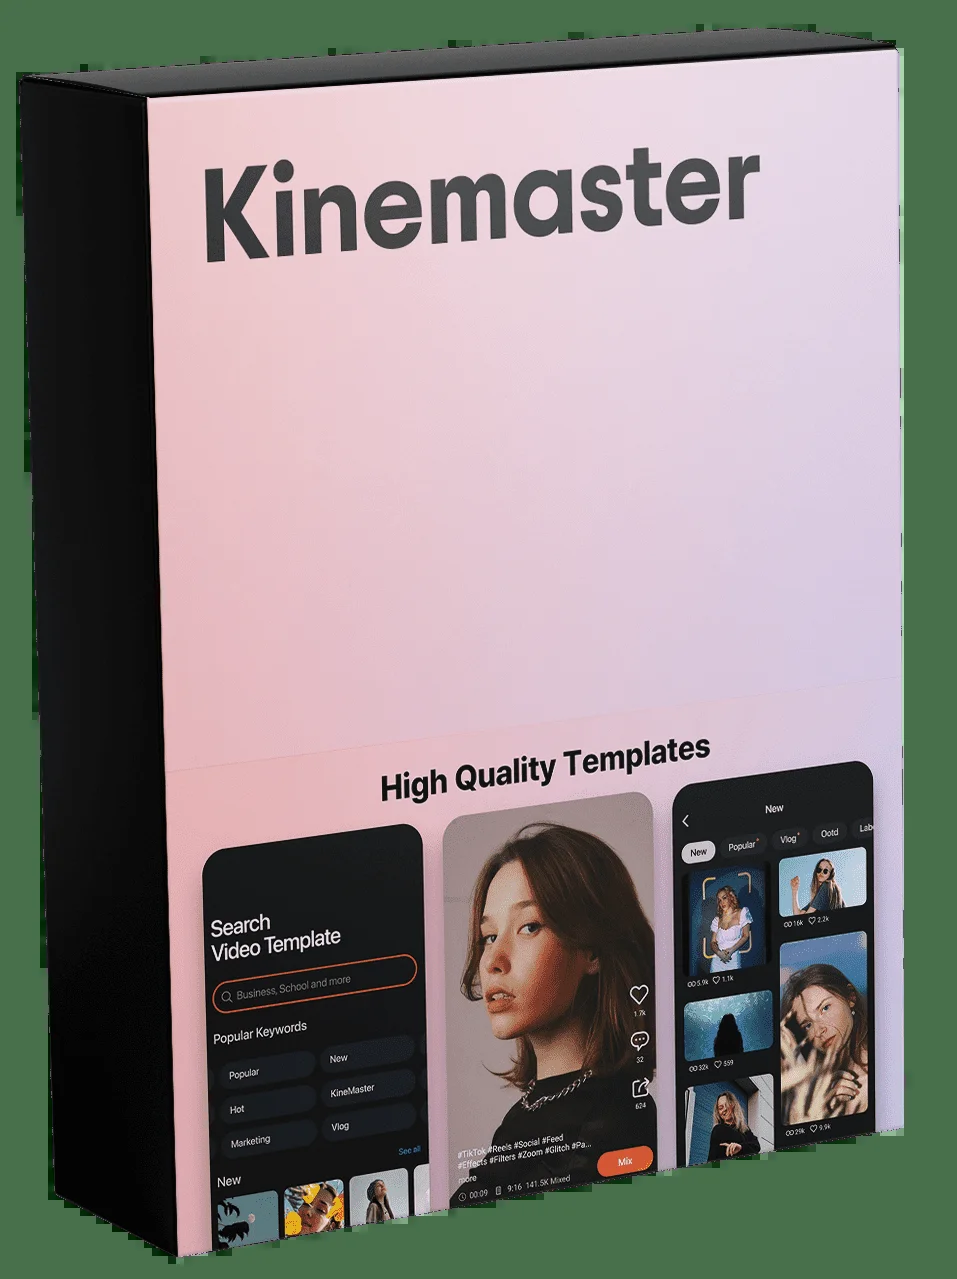 Kinemaster
High Quality Templates
Search
Video Template
Business, School and more
Popular Keywords
Popular
New
Hot
KineMaster
Marketing
Vlog
See all
New
1.7k
32
624
#TikTok #Reels #Social #Feed
#Effects #Filters #Zoom #Glitch #Pa...
more
00:09 9:16 141.5K Mixed
Mix
New
New Popular Vlog Ootd Labe
5.9k 1.1k
16k 2.2k
32k 559
29k 9.9k